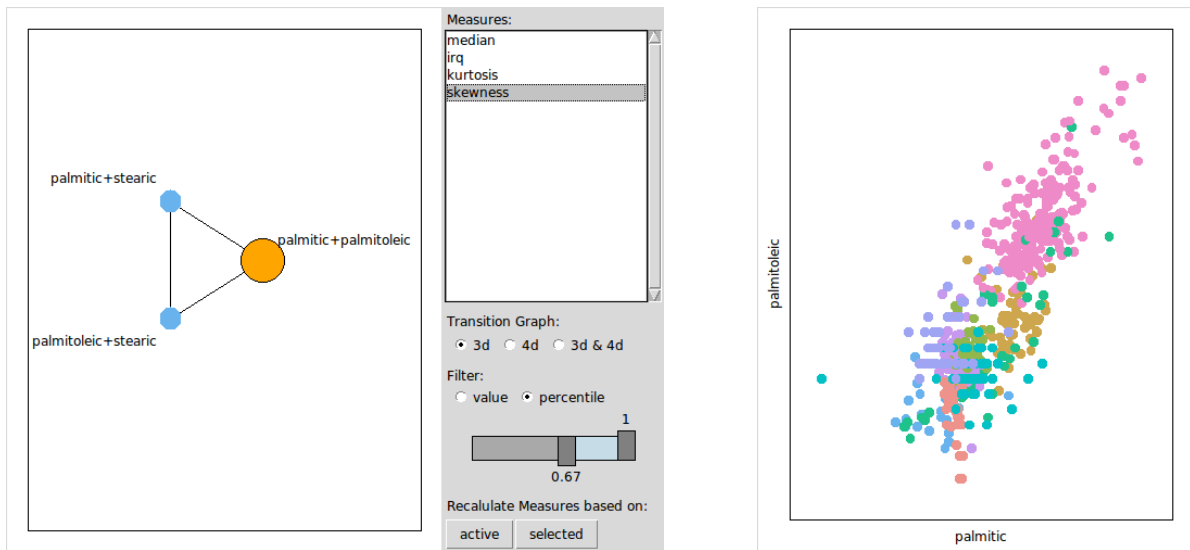 palmitic+stearic
palmitic+palmitoleic
palmitoleic+stearic
Measures:
median
irq
kurtosis
skewness
Transition Graph:
3d 4d 3d & 4d
Filter:
value percentile
1
0.67
Recalulate Measures based on:
active selected
palmitoleic
palmitic